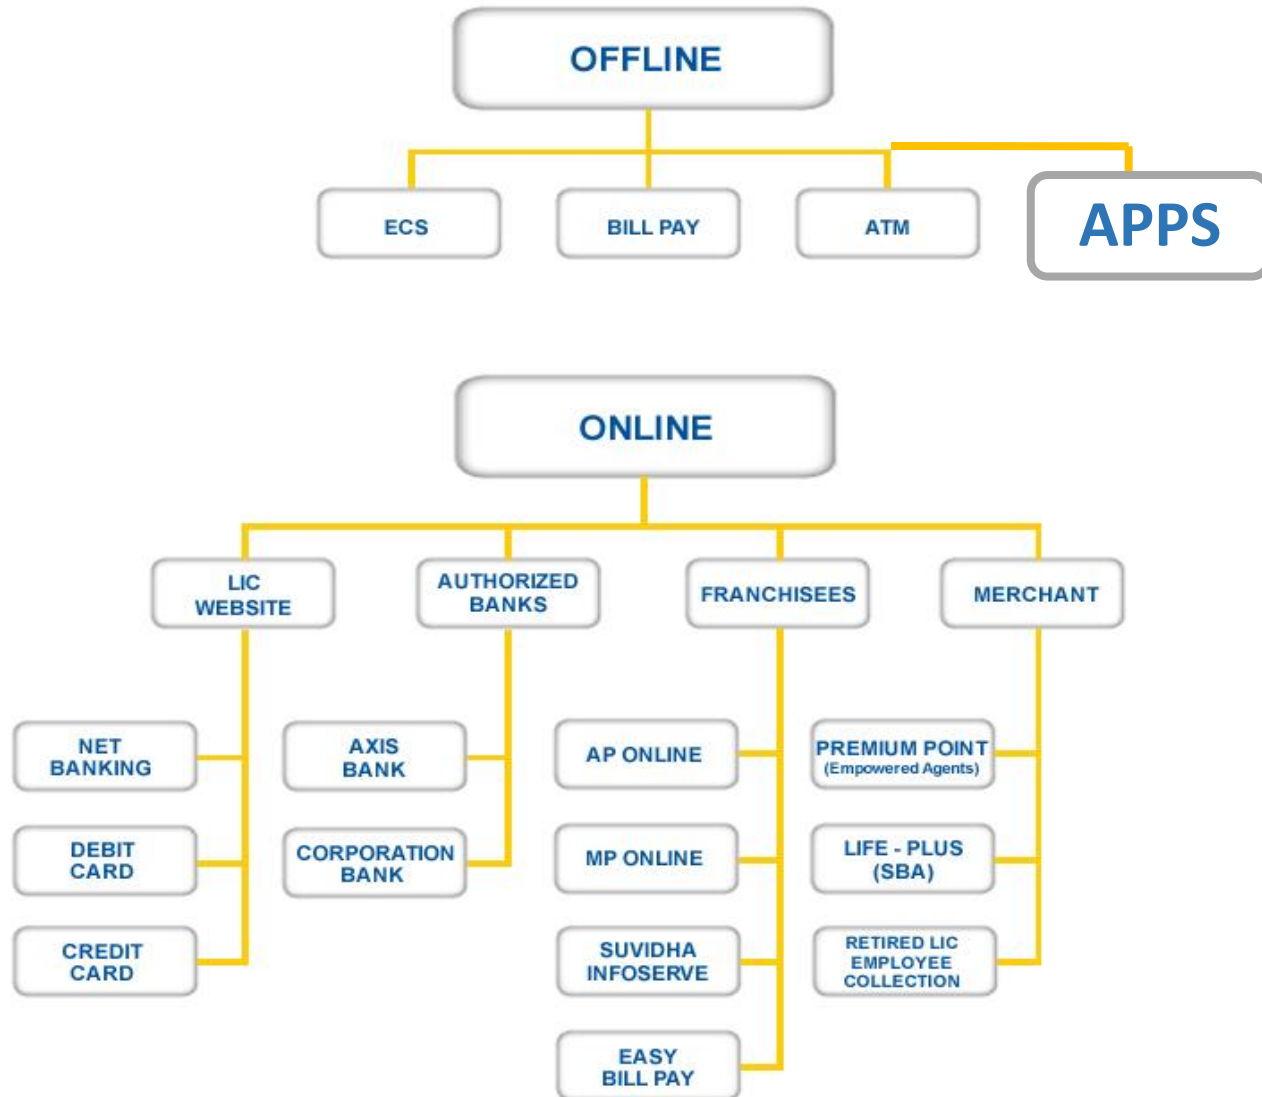 OFFLINE
ECS
BILL PAY
ATM
APPS
ONLINE
LIC
WEBSITE
AUTHORIZED
BANKS
FRANCHISEES
MERCHANT
NET
BANKING
DEBIT
CARD
CREDIT
CARD
AXIS
BANK
CORPORATION
BANK
AP ONLINE
MP ONLINE
SUVIDHA
INFOSERVE
EASY
BILL PAY
PREMIUM POINT
(Empowered Agents)
LIFE - PLUS
(SBA)
RETIRED LIC
EMPLOYEE
COLLECTION